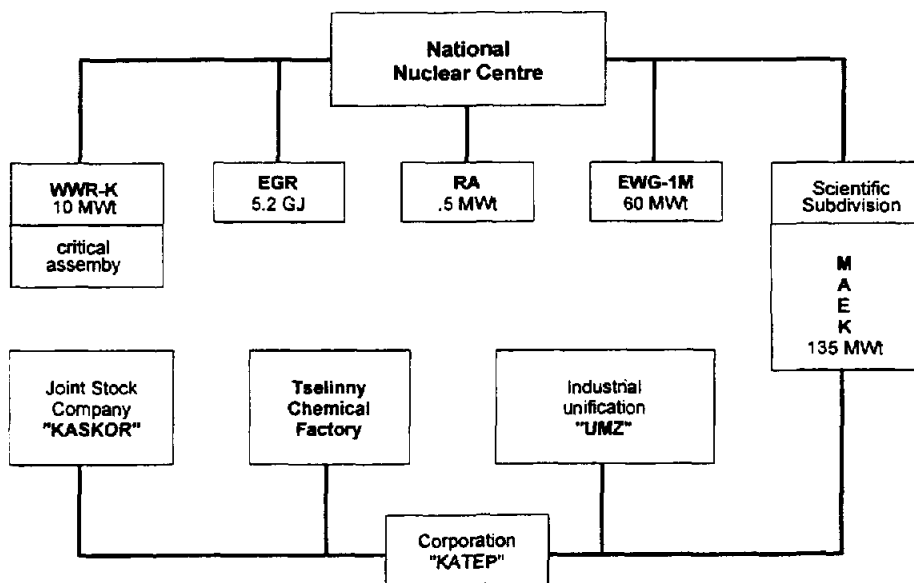 National
Nuclear Centre
WWR-K
10 MWt
critical
assemby
EGR
5.2 GJ
RA
.5 MWt
EWG-1M
60 MWt
Scientific
Subdivision
M
A
E
K
135 MWt
Joint Stock
Company
"KASKOR"
Tselinny
Chemical
Factory
Industrial
unification
"UMZ"
Corporation
"KATEP"